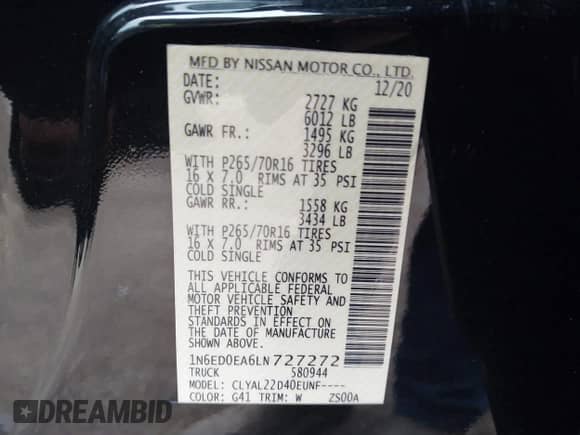 MFD BY NISSAN MOTOR CO., LTD.
DATE: 12/20
GVWR: 2727 KG
6012 LB
GAWR FR.: 1495 KG
3296 LB
WITH P265/70R16 TIRES
16 X 7.0 RIMS AT 35 PSI
COLD SINGLE
GAWR RR.: 1558 KG
3434 LB
WITH P265/70R16 TIRES
16 X 7.0 RIMS AT 35 PSI
COLD SINGLE
THIS VEHICLE CONFORMS TO
ALL APPLICABLE FEDERAL
MOTOR VEHICLE SAFETY AND
THEFT PREVENTION
STANDARDS IN EFFECT ON
THE DATE OF MANUFACTURE
SHOWN ABOVE.
1N6ED0EA6LN727272
TRUCK 580944
MODEL: CLYAL22D40EUNF----
COLOR: G41 TRIM: W ZS00A
DREAMBID